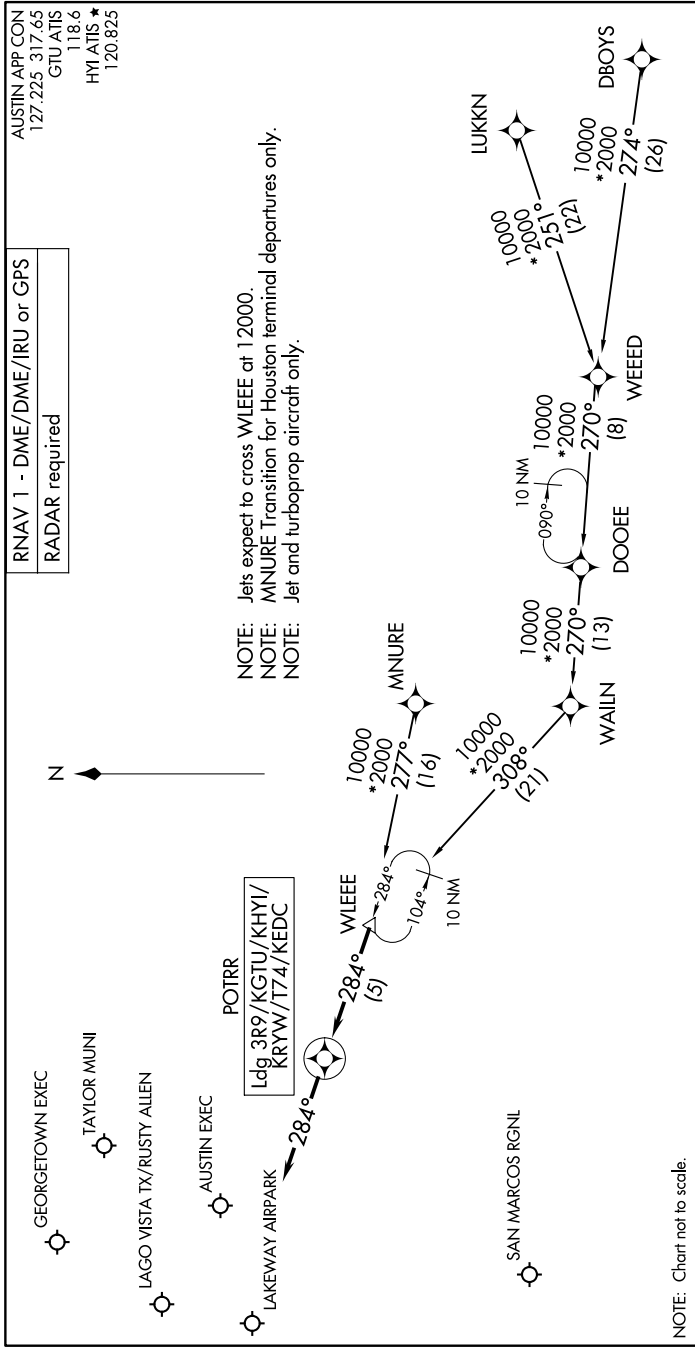 RNAV 1 - DME/DME/IRU or GPS
RADAR required
AUSTIN APP CON
127.225 317.65
GTU ATIS
118.6
HYI ATIS ★
120.825
NOTE: Jets expect to cross WLEEE at 12000.
NOTE: MNURE Transition for Houston terminal departures only.
NOTE: Jet and turboprop aircraft only.
N
GEORGETOWN EXEC
TAYLOR MUNI
LAGO VISTA TX/RUSTY ALLEN
AUSTIN EXEC
LAKEWAY AIRPARK
SAN MARCOS RGNL
POTRR
Ldg 3R9/KGTU/KHYI/
KRYW/T74/KEDC
284°
284°
(5)
WLEEE
284°
104°
10 NM
MNURE
10000
*2000
277°
(16)
10000
*2000
308°
(21)
WAILN
10000
*2000
270°
(13)
DOOEE
090°
10 NM
10000
*2000
270°
(8)
WEEED
LUKKN
10000
*2000
251°
(22)
DBOYS
10000
*2000
274°
(26)
NOTE: Chart not to scale.